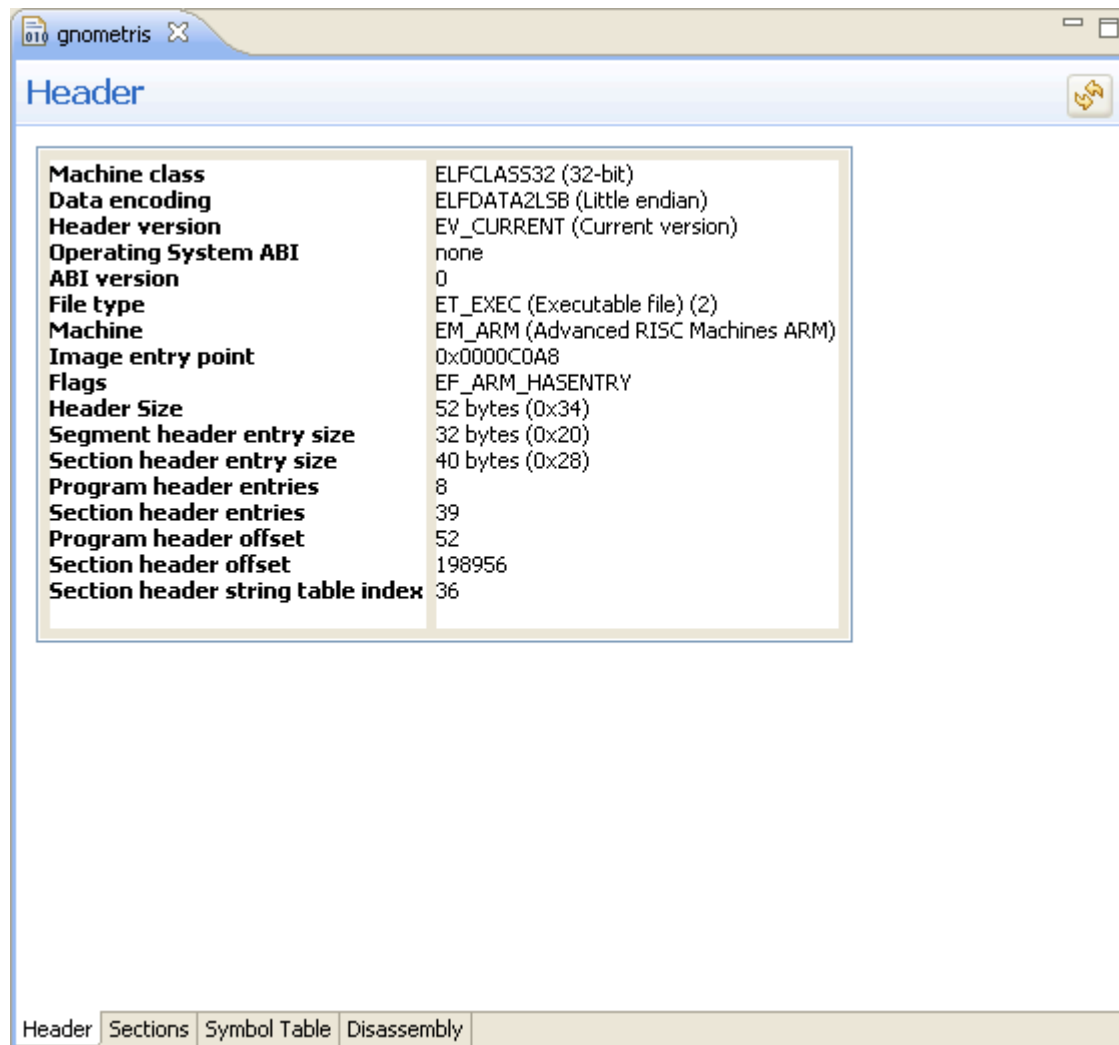 gnometris
Header
Machine class ELFCLASS32 (32-bit)
Data encoding ELFDATA2LSB (Little endian)
Header version EV_CURRENT (Current version)
Operating System ABI none
ABI version 0
File type ET_EXEC (Executable file) (2)
Machine EM_ARM (Advanced RISC Machines ARM)
Image entry point 0x0000C0A8
Flags EF_ARM_HASENTRY
Header Size 52 bytes (0x34)
Segment header entry size 32 bytes (0x20)
Section header entry size 40 bytes (0x28)
Program header entries 8
Section header entries 39
Program header offset 52
Section header offset 198956
Section header string table index 36
Header Sections Symbol Table Disassembly